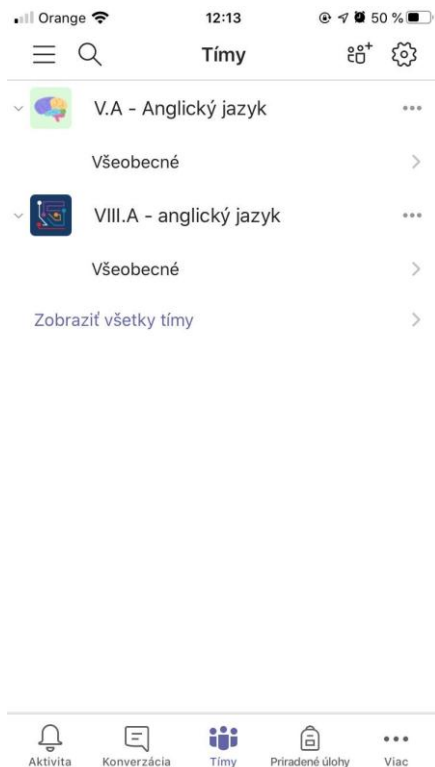 Orange 12:13 50 %
Tímy
V.A - Anglický jazyk
Všeobecné
VIII.A - anglický jazyk
Všeobecné
Zobraziť všetky tímy
Aktivita Konverzácia Tímy Priradené úlohy Viac